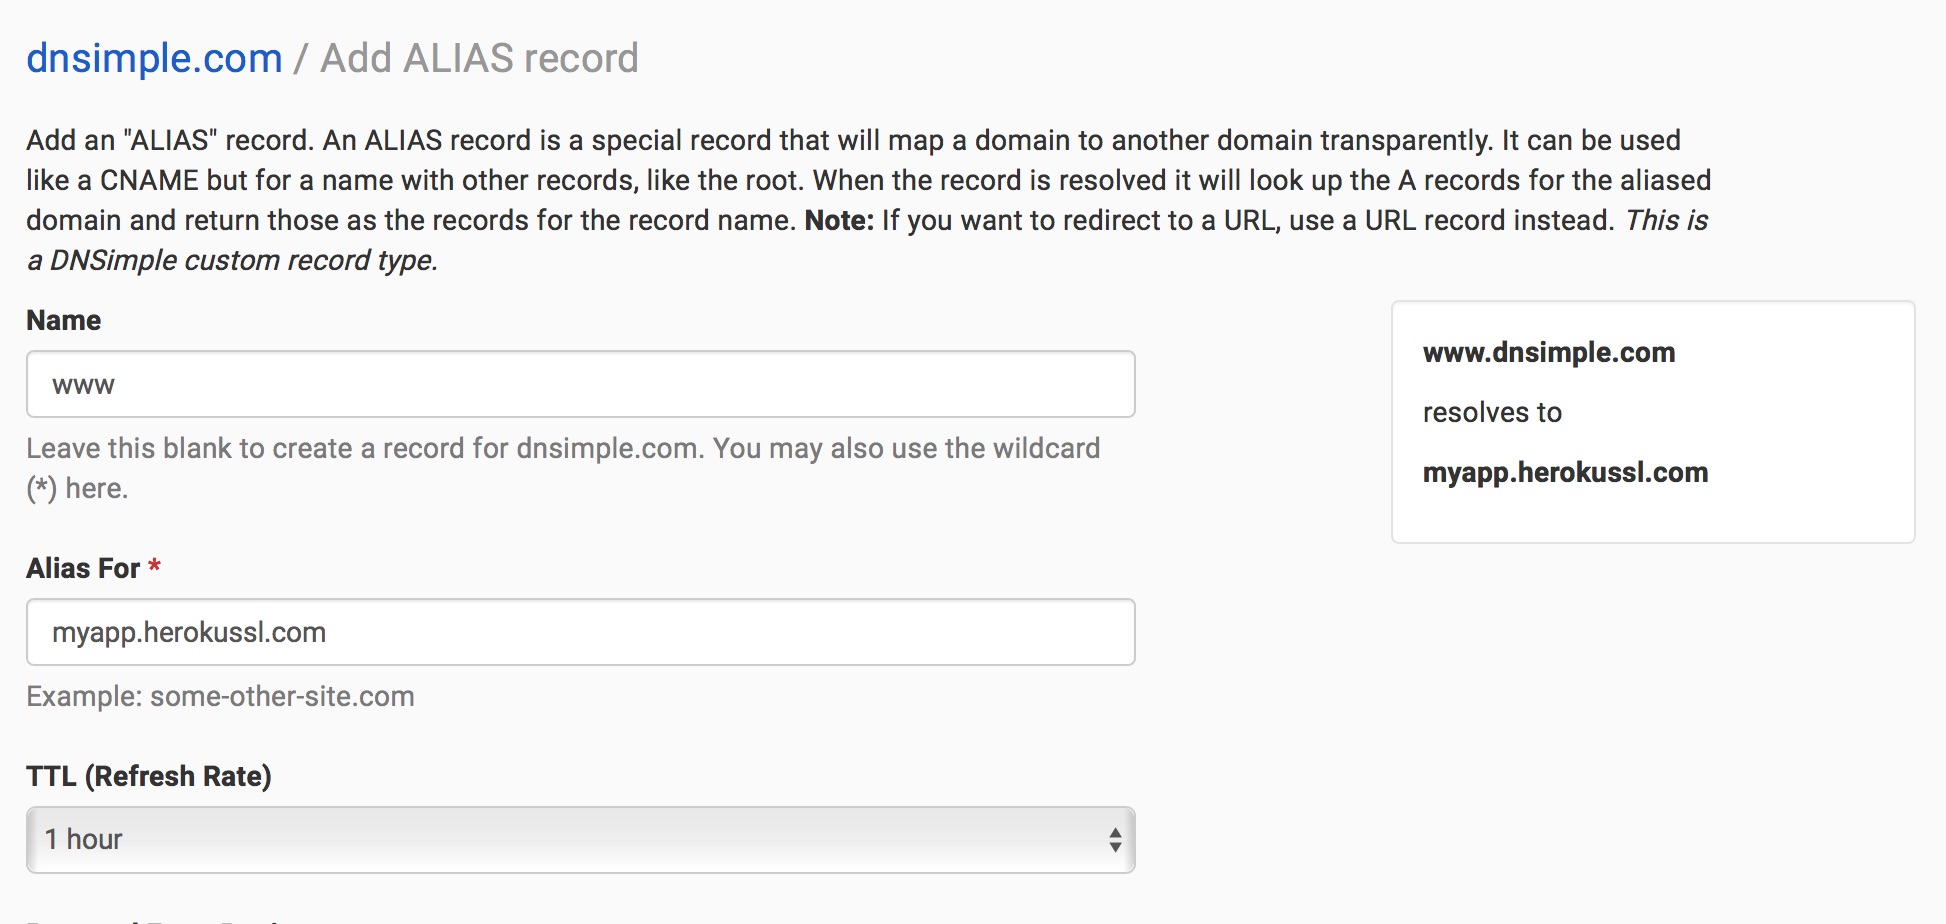 dnsimple.com / Add ALIAS record
Add an "ALIAS" record. An ALIAS record is a special record that will map a domain to another domain transparently. It can be used
like a CNAME but for a name with other records, like the root. When the record is resolved it will look up the A records for the aliased
domain and return those as the records for the record name. Note: If you want to redirect to a URL, use a URL record instead. This is
a DNSimple custom record type.
Name
www
Leave this blank to create a record for dnsimple.com. You may also use the wildcard
(*) here.
www.dnsimple.com
resolves to
myapp.herokussl.com
Alias For *
myapp.herokussl.com
Example: some-other-site.com
TTL (Refresh Rate)
1 hour